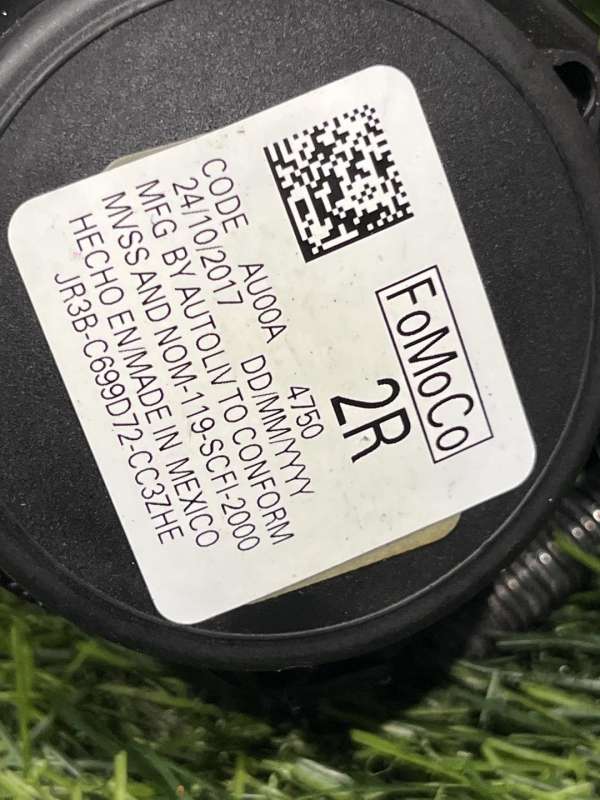 FoMoCo
2R
CODE AU00A 4750
24/10/2017 DD/MM/YYYY
MFG BY AUTOLIV TO CONFORM
MVSS AND NOM-119-SCFI-2000
HECHO EN/MADE IN MEXICO
JR3B-C699D72-CC3ZHE